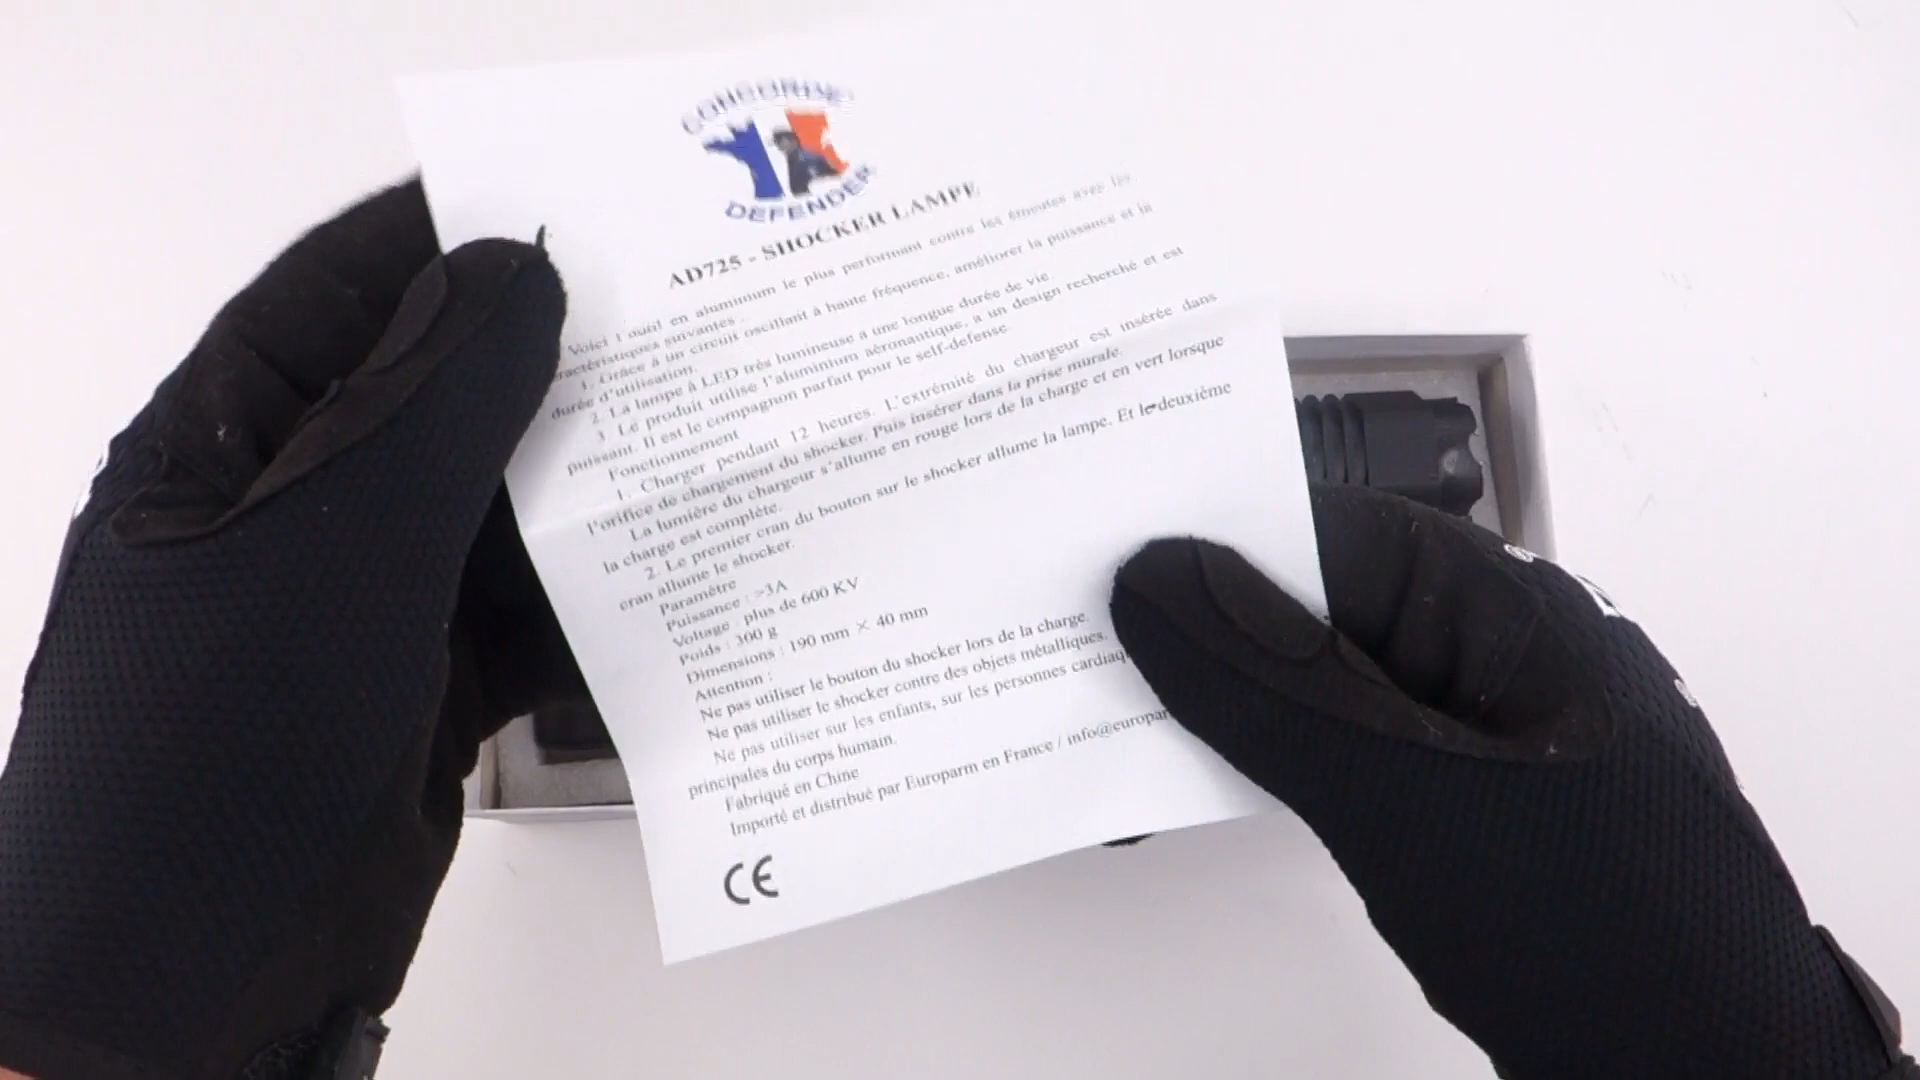 CONCORDE
DEFENDER
AD725 - SHOCKER LAMPE
Voici l'outil en aluminium le plus performant contre les émeutes avec les
ractéristiques suivantes :
1. Grâce à un circuit oscillant à haute fréquence, améliorer la puissance et la
durée d'utilisation.
2. La lampe à LED très lumineuse a une longue durée de vie.
3. Le produit utilise l'aluminium aéronautique, a un design recherché et est
puissant. Il est le compagnon parfait pour le self-defense.
Fonctionnement
1. Charger pendant 12 heures. L'extrémité du chargeur est insérée dans
l'orifice de chargement du shocker. Puis insérer dans la prise murale.
La lumière du chargeur s'allume en rouge lors de la charge et en vert lorsque
la charge est complète.
2. Le premier cran du bouton sur le shocker allume la lampe. Et le deuxième
cran allume le shocker.
Paramètre
Puissance : >3A
Voltage : plus de 600 KV
Poids : 300 g
Dimensions : 190 mm × 40 mm
Attention :
Ne pas utiliser le bouton du shocker lors de la charge.
Ne pas utiliser le shocker contre des objets métalliques.
Ne pas utiliser sur les enfants, sur les personnes cardiaq
principales du corps humain.
Fabriqué en Chine
Importé et distribué par Europarm en France / info@europar
CE